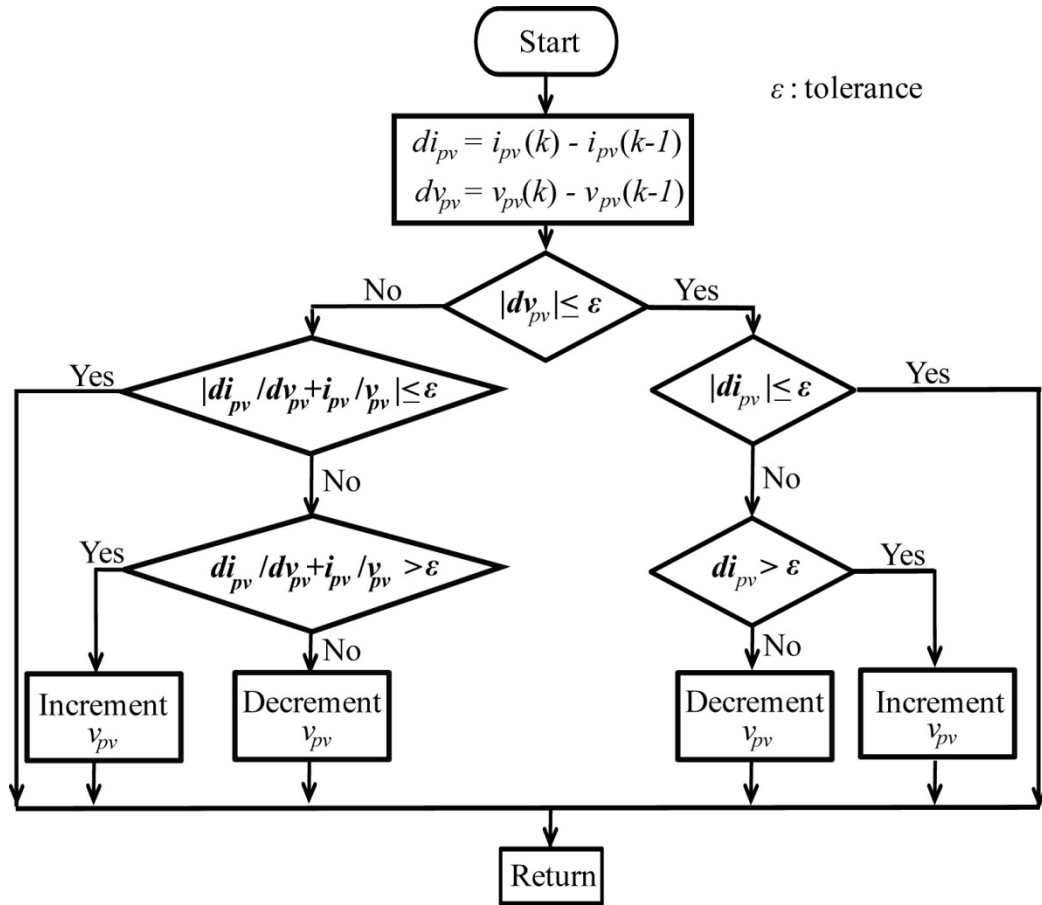 Start
ε : tolerance
di_pv = i_pv(k) - i_pv(k-1)
dv_pv = v_pv(k) - v_pv(k-1)
No
|dv_pv| ≤ ε
Yes
Yes
|di_pv/dv_pv+i_pv/v_pv| ≤ ε
|di_pv| ≤ ε
Yes
No
No
Yes
di_pv/dv_pv+i_pv/v_pv > ε
di_pv > ε
Yes
No
No
Increment
v_pv
Decrement
v_pv
Decrement
v_pv
Increment
v_pv
Return